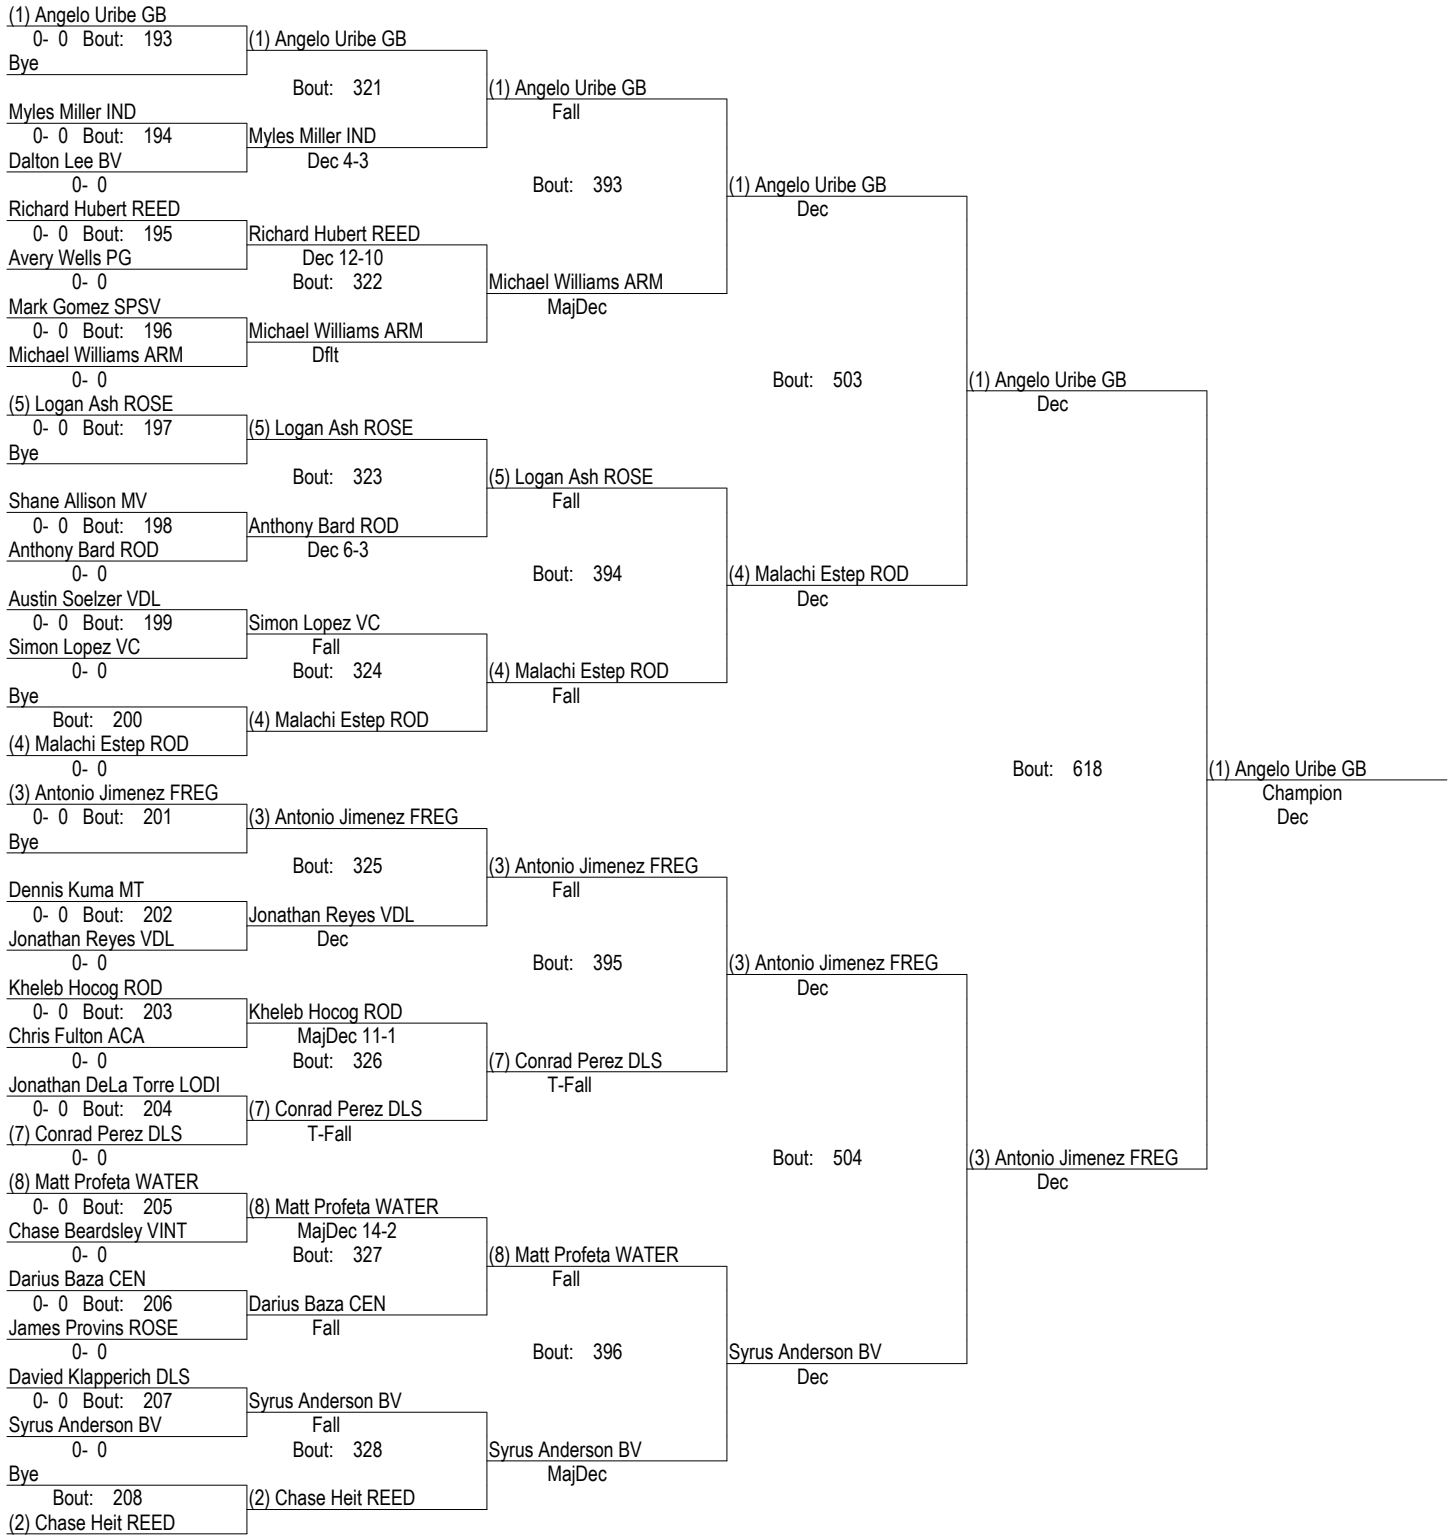 (1) Angelo Uribe GB
0- 0 Bout: 193
Bye
Myles Miller IND
0- 0 Bout: 194
Dalton Lee BV
0- 0
Richard Hubert REED
0- 0 Bout: 195
Avery Wells PG
0- 0
Mark Gomez SPSV
0- 0 Bout: 196
Michael Williams ARM
0- 0
(5) Logan Ash ROSE
0- 0 Bout: 197
Bye
Shane Allison MV
0- 0 Bout: 198
Anthony Bard ROD
0- 0
Austin Soelzer VDL
0- 0 Bout: 199
Simon Lopez VC
0- 0
Bye
Bout: 200
(4) Malachi Estep ROD
0- 0
(3) Antonio Jimenez FREG
0- 0 Bout: 201
Bye
Dennis Kuma MT
0- 0 Bout: 202
Jonathan Reyes VDL
0- 0
Kheleb Hocog ROD
0- 0 Bout: 203
Chris Fulton ACA
0- 0
Jonathan DeLa Torre LODI
0- 0 Bout: 204
(7) Conrad Perez DLS
0- 0
(8) Matt Profeta WATER
0- 0 Bout: 205
Chase Beardsley VINT
0- 0
Darius Baza CEN
0- 0 Bout: 206
James Provins ROSE
0- 0
Davied Klapperich DLS
0- 0 Bout: 207
Syrus Anderson BV
0- 0
Bye
Bout: 208
(2) Chase Heit REED
(1) Angelo Uribe GB
Bout: 321
Myles Miller IND
Dec 4-3
Richard Hubert REED
Dec 12-10
Bout: 322
Michael Williams ARM
Dflt
(5) Logan Ash ROSE
Bout: 323
Anthony Bard ROD
Dec 6-3
Simon Lopez VC
Fall
Bout: 324
(4) Malachi Estep ROD
(3) Antonio Jimenez FREG
Bout: 325
Jonathan Reyes VDL
Dec
Kheleb Hocog ROD
MajDec 11-1
Bout: 326
(7) Conrad Perez DLS
T-Fall
(8) Matt Profeta WATER
MajDec 14-2
Bout: 327
Darius Baza CEN
Fall
Syrus Anderson BV
Fall
Bout: 328
(2) Chase Heit REED
(1) Angelo Uribe GB
Fall
Bout: 393
Michael Williams ARM
MajDec
(5) Logan Ash ROSE
Fall
Bout: 394
(4) Malachi Estep ROD
Fall
(3) Antonio Jimenez FREG
Fall
Bout: 395
(7) Conrad Perez DLS
T-Fall
(8) Matt Profeta WATER
Fall
Bout: 396
Syrus Anderson BV
MajDec
(1) Angelo Uribe GB
Dec
Bout: 503
(4) Malachi Estep ROD
Dec
(3) Antonio Jimenez FREG
Dec
Bout: 504
Syrus Anderson BV
Dec
(1) Angelo Uribe GB
Dec
Bout: 618
(3) Antonio Jimenez FREG
Dec
(1) Angelo Uribe GB
Champion
Dec